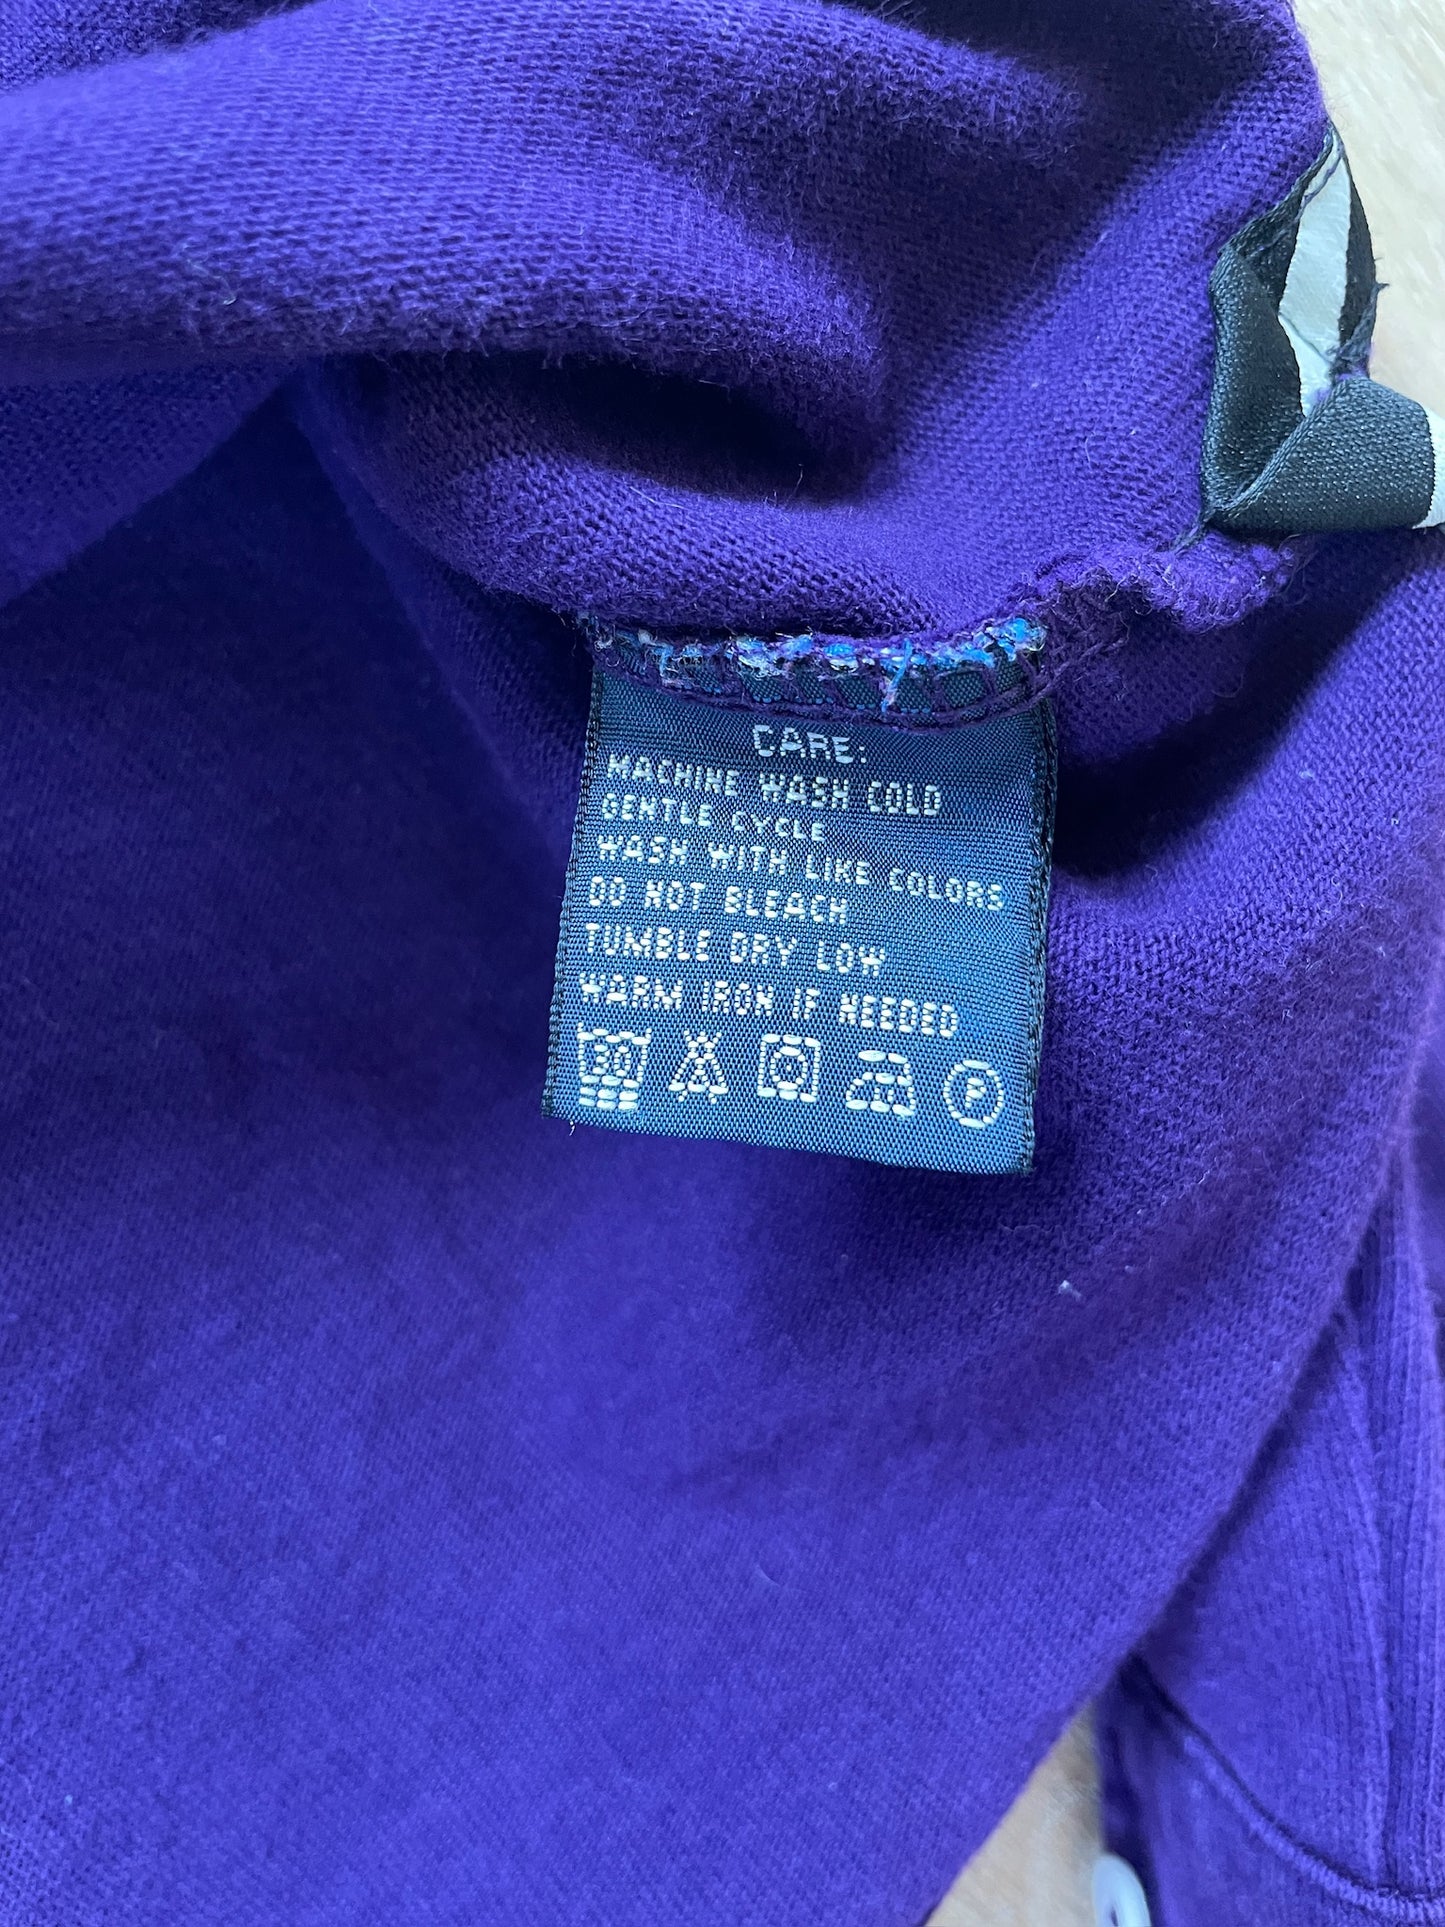 CARE:
MACHINE WASH COLD
GENTLE CYCLE
WASH WITH LIKE COLORS
DO NOT BLEACH
TUMBLE DRY LOW
WARM IRON IF NEEDED
30 P